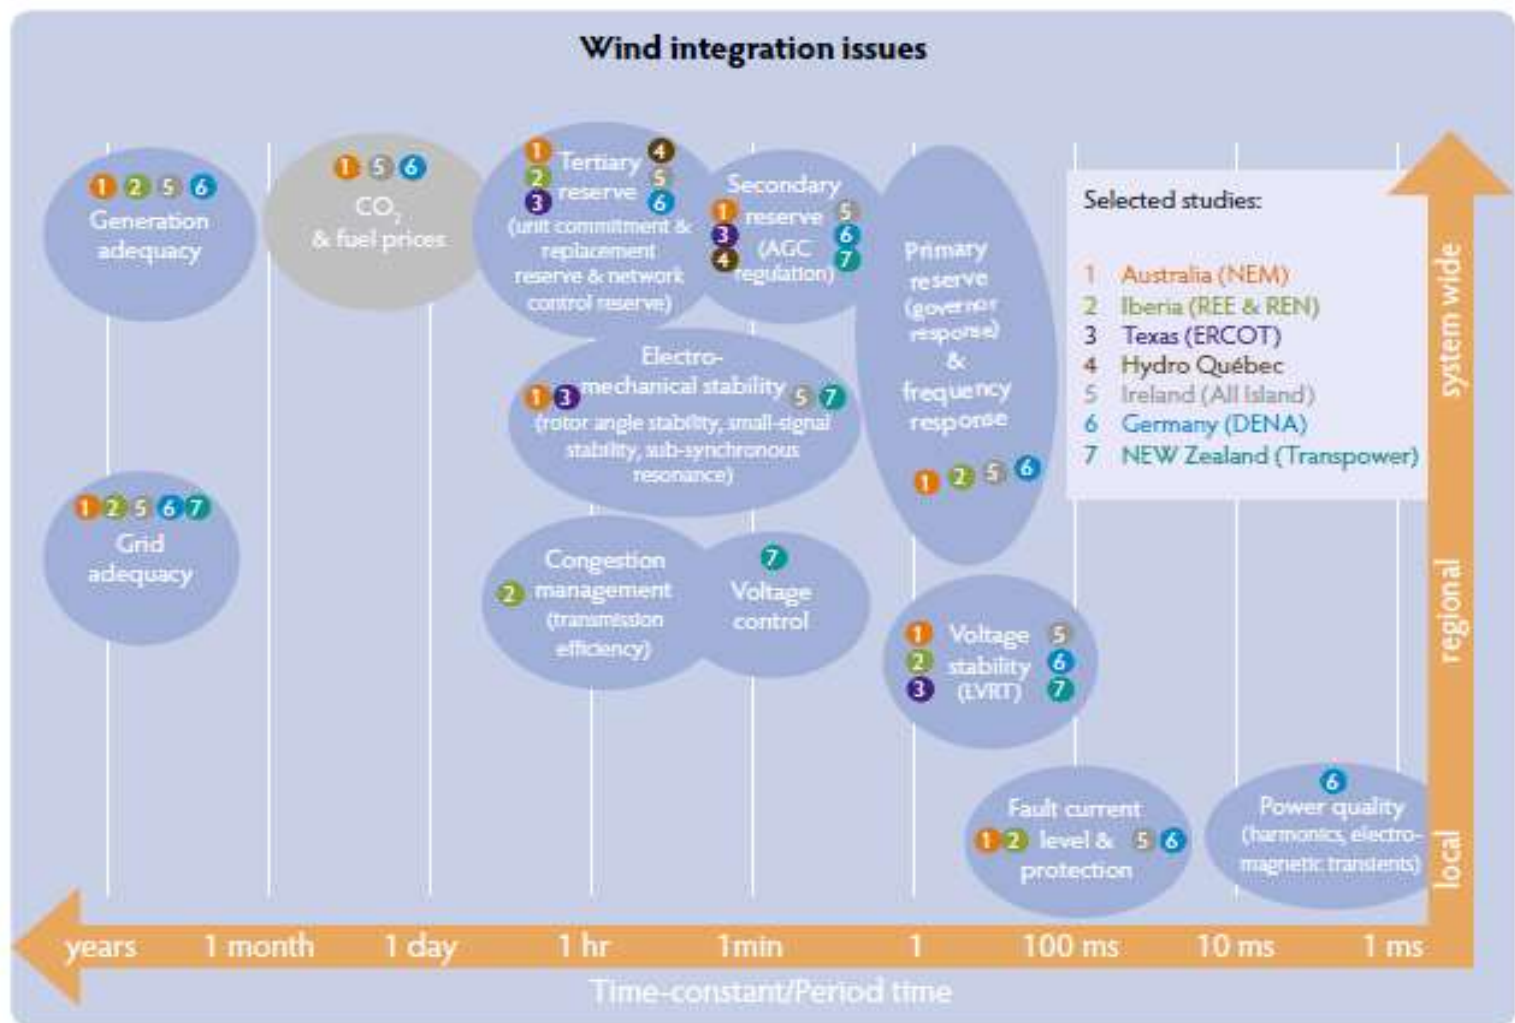 Wind integration issues
1 2 5 6
Generation
adequacy
1 5 6
CO2
& fuel prices
1 Tertiary 4
2 reserve 5
3 6
(unit commitment &
replacement
reserve & network
control reserve)
Secondary
1 reserve 5
3 (AGC 6
4 regulation) 7
Primary
reserve
(governor
response)
&
frequency
response
1 2 5 6
Selected studies:
1 Australia (NEM)
2 Iberia (REE & REN)
3 Texas (ERCOT)
4 Hydro Québec
5 Ireland (All Island)
6 Germany (DENA)
7 NEW Zealand (Transpower)
Electro-
1 3 mechanical stability 5 7
(rotor angle stability, small-signal
stability, sub-synchronous
resonance)
1 2 5 6 7
Grid
adequacy
Congestion
2 management
(transmission
efficiency)
7
Voltage
control
1 Voltage 5
2 stability 6
3 (LVRT) 7
Fault current
1 2 level & 5 6
protection
6
Power quality
(harmonics, electro-
magnetic transients)
system wide
regional
local
years 1 month 1 day 1 hr 1min 1 100 ms 10 ms 1 ms
Time-constant/Period time